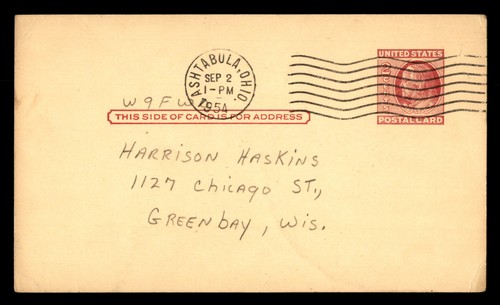 ASHTABULA, OHIO.
SEP 2
1-PM
1954
UNITED STATES
POSTAL CARD
THIS SIDE OF CARD IS FOR ADDRESS
HARRISON HASKINS
1127 CHICAGO ST.,
GREENBAY, WIS.